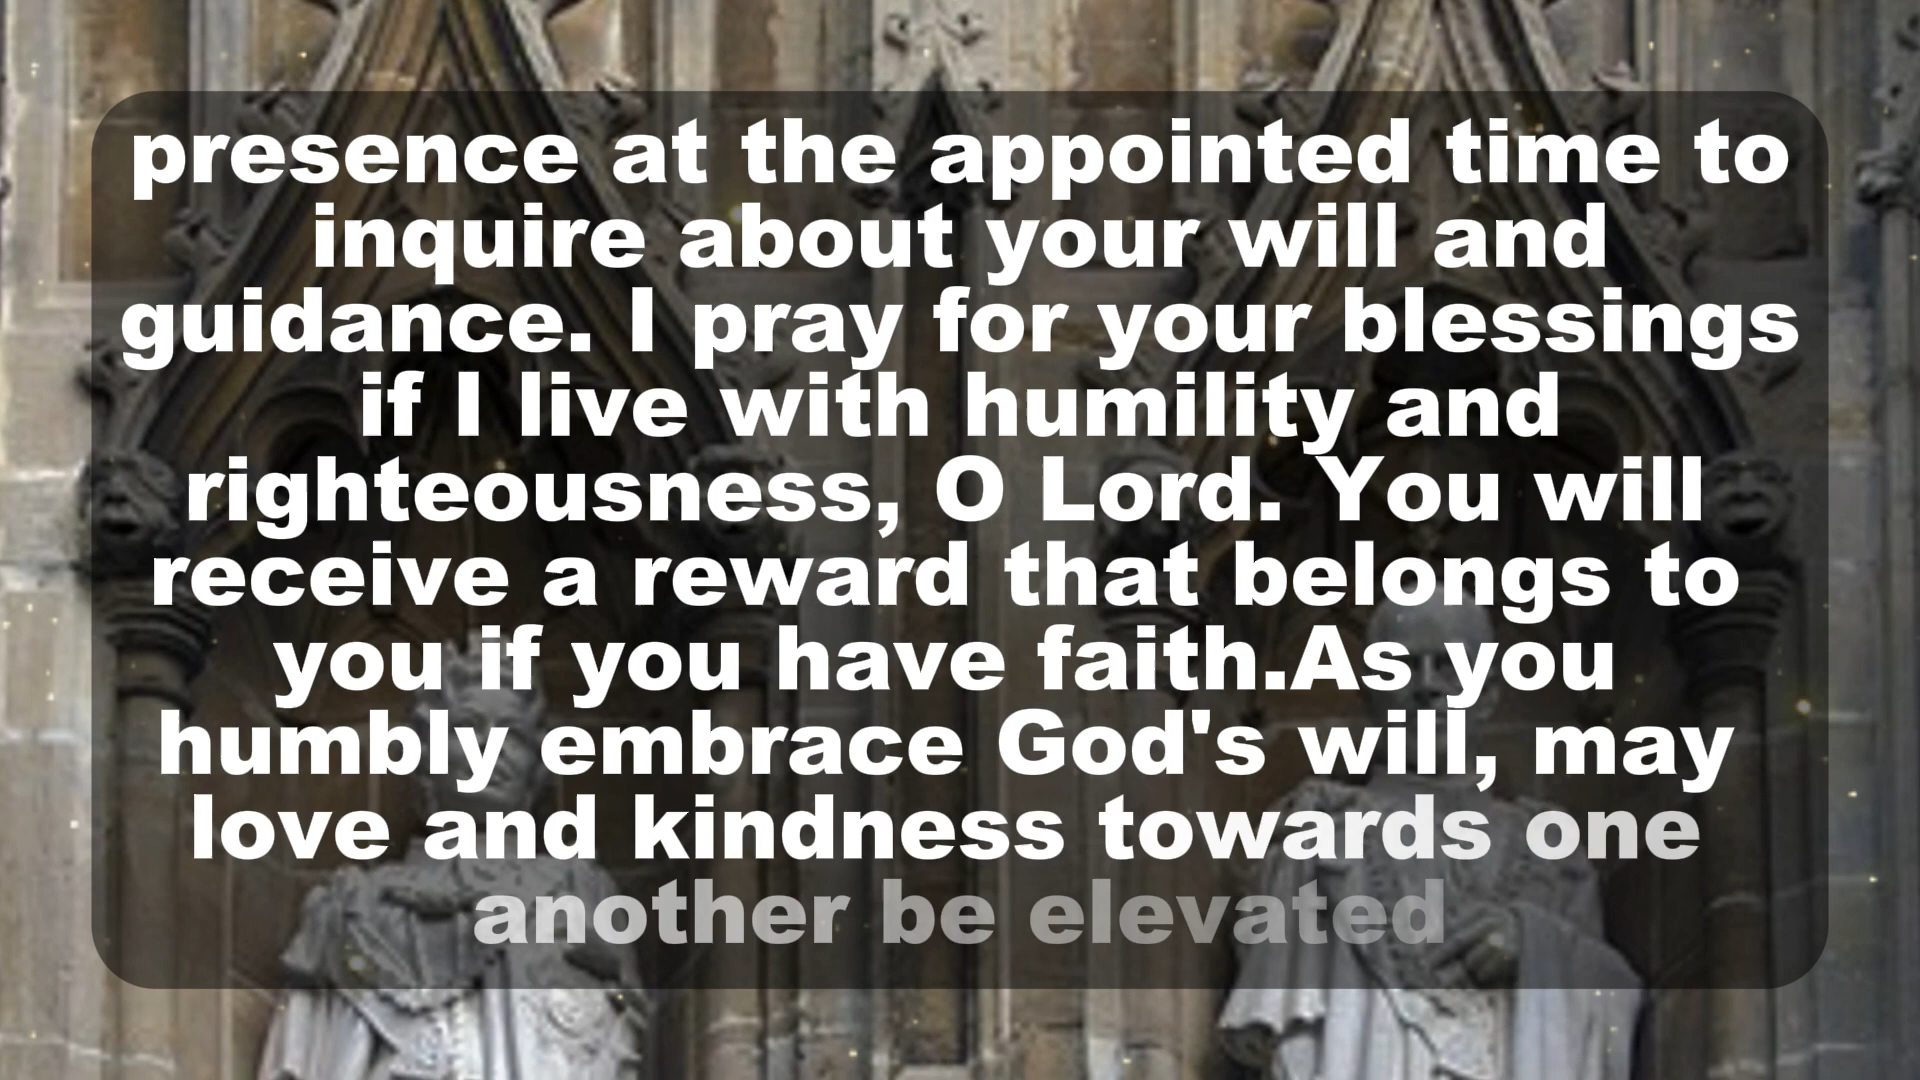 presence at the appointed time to
inquire about your will and
guidance. I pray for your blessings
if I live with humility and
righteousness, O Lord. You will
receive a reward that belongs to
you if you have faith.As you
humbly embrace God's will, may
love and kindness towards one
another be elevated